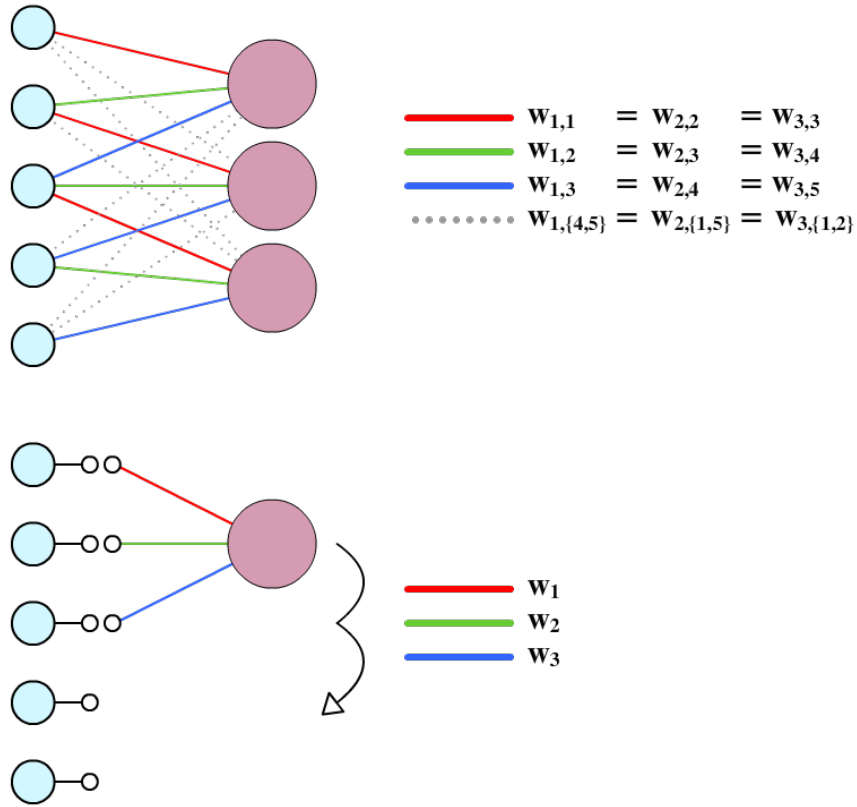 w1,1 = w2,2 = w3,3
w1,2 = w2,3 = w3,4
w1,3 = w2,4 = w3,5
w1,{4,5} = w2,{1,5} = w3,{1,2}
w1
w2
w3